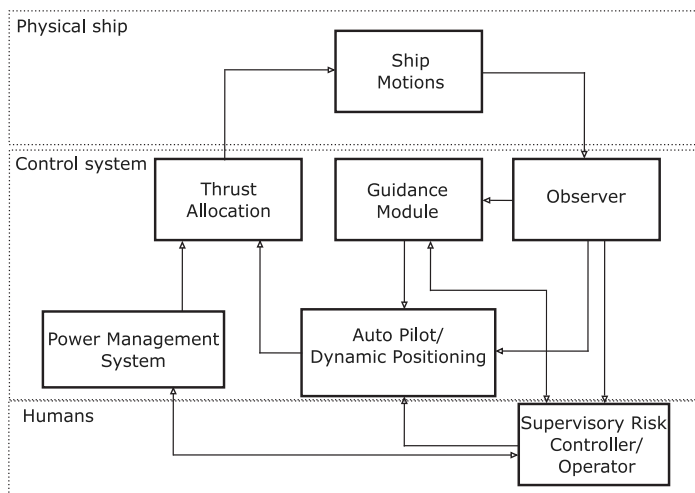 Physical ship
Ship
Motions
Control system
Thrust
Allocation
Guidance
Module
Observer
Power Management
System
Auto Pilot/
Dynamic Positioning
Humans
Supervisory Risk
Controller/
Operator